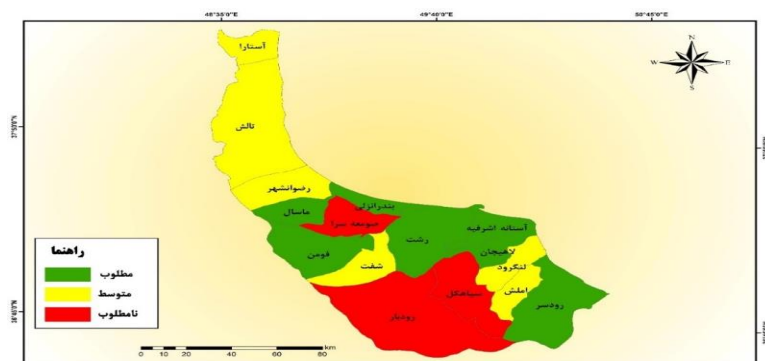 48°35'0"E 49°40'0"E 50°45'0"E
N
W E
S
آستارا
تالش
رضوانشهر
بندرانزلی
ماسال
صومعه سرا
آستانه اشرفیه
رشت
لاهیجان
فومن
شفت
لنگرود
املش
سیاهکل
رودسر
رودبار
راهنما
مطلوب
متوسط
نامطلوب
km
0 10 20 40 60 80